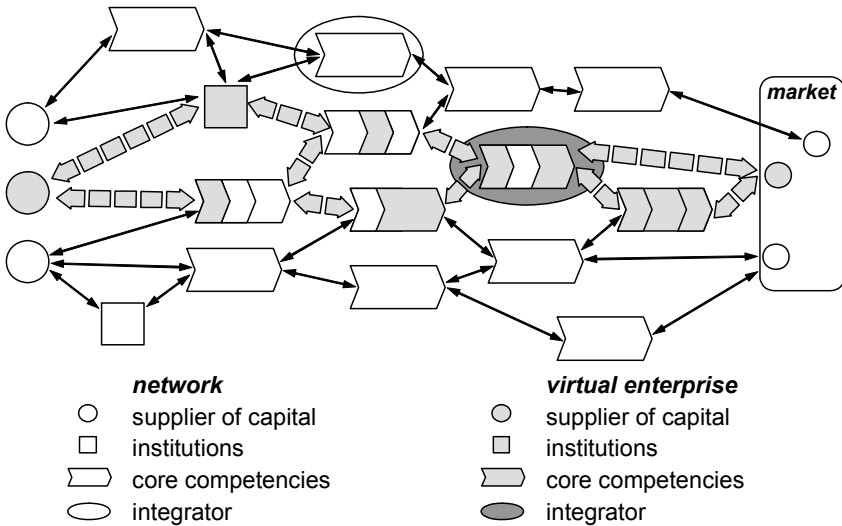 market
network
supplier of capital
institutions
core competencies
integrator
virtual enterprise
supplier of capital
institutions
core competencies
integrator